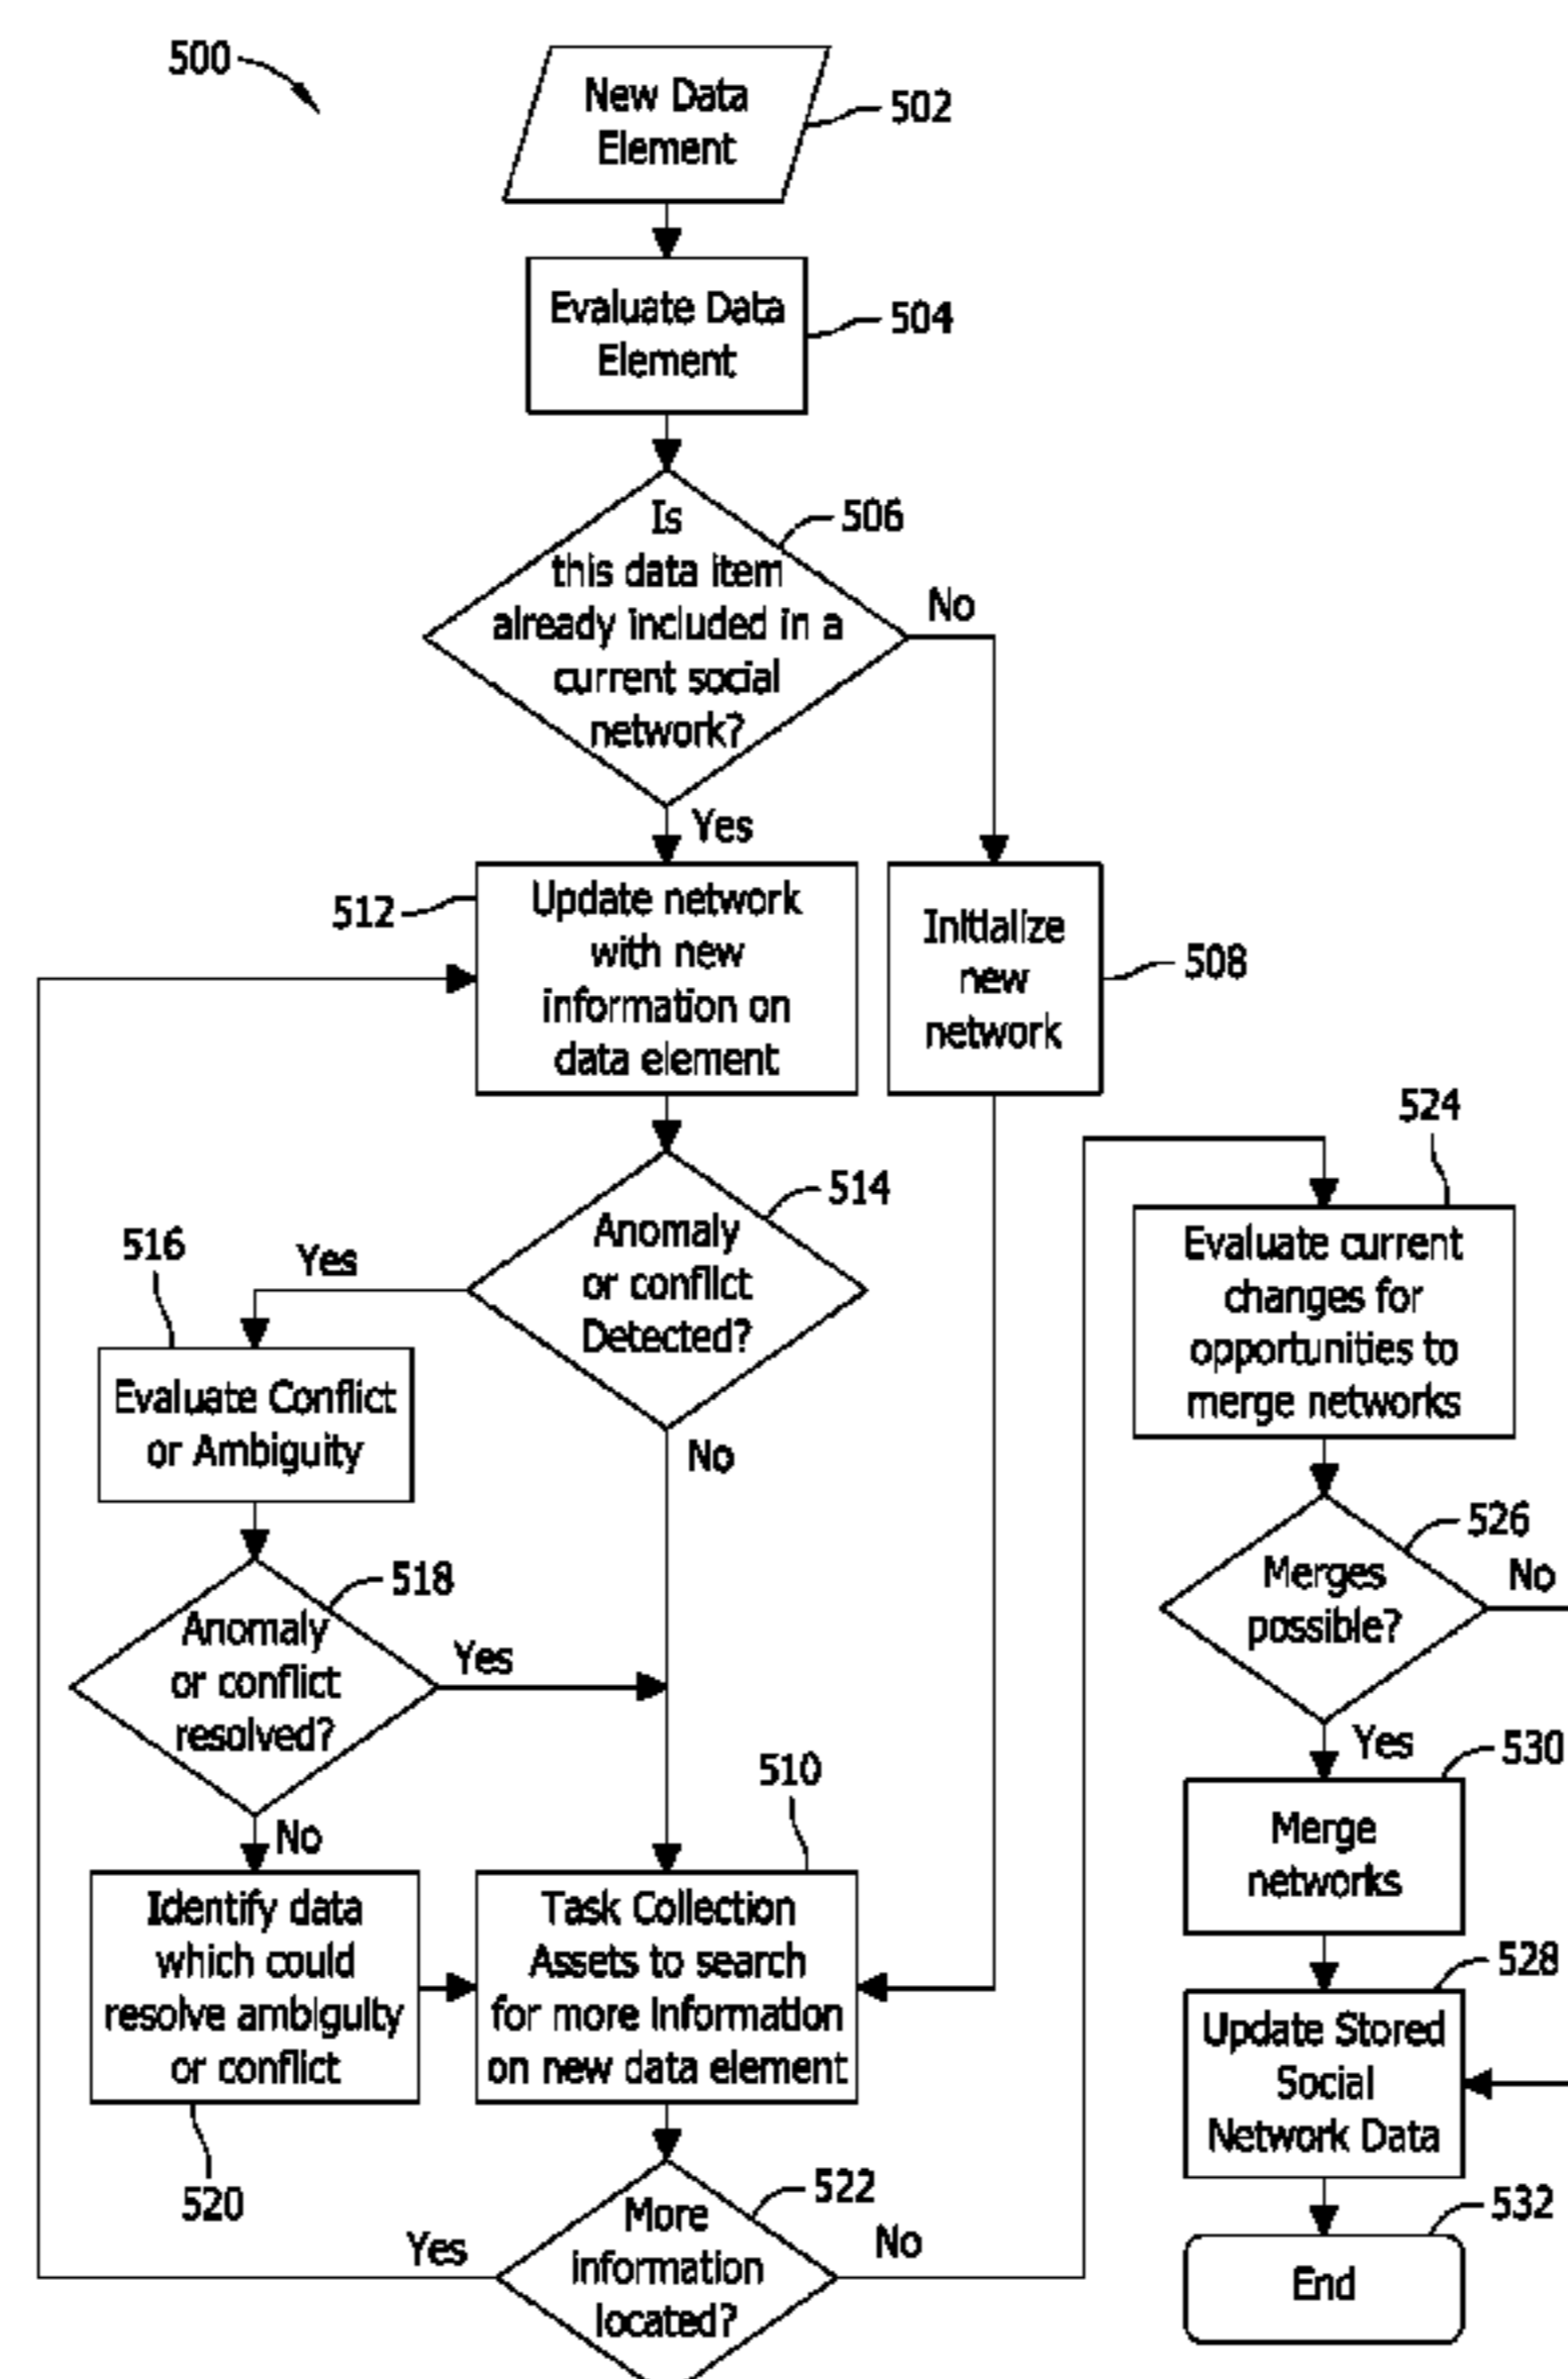 500
New Data
Element
502
Evaluate Data
Element
504
Is
this data item
already included in a
current social
network?
506
No
Yes
512
Update network
with new
information on
data element
Initialize
new
network
508
514
Anomaly
or conflict
Detected?
Yes
No
516
Evaluate Conflict
or Ambiguity
518
Anomaly
or conflict
resolved?
Yes
No
Identify data
which could
resolve ambiguity
or conflict
520
510
Task Collection
Assets to search
for more information
on new data element
522
More
information
located?
Yes
No
524
Evaluate current
changes for
opportunities to
merge networks
526
Merges
possible?
No
Yes
530
Merge
networks
528
Update Stored
Social
Network Data
532
End